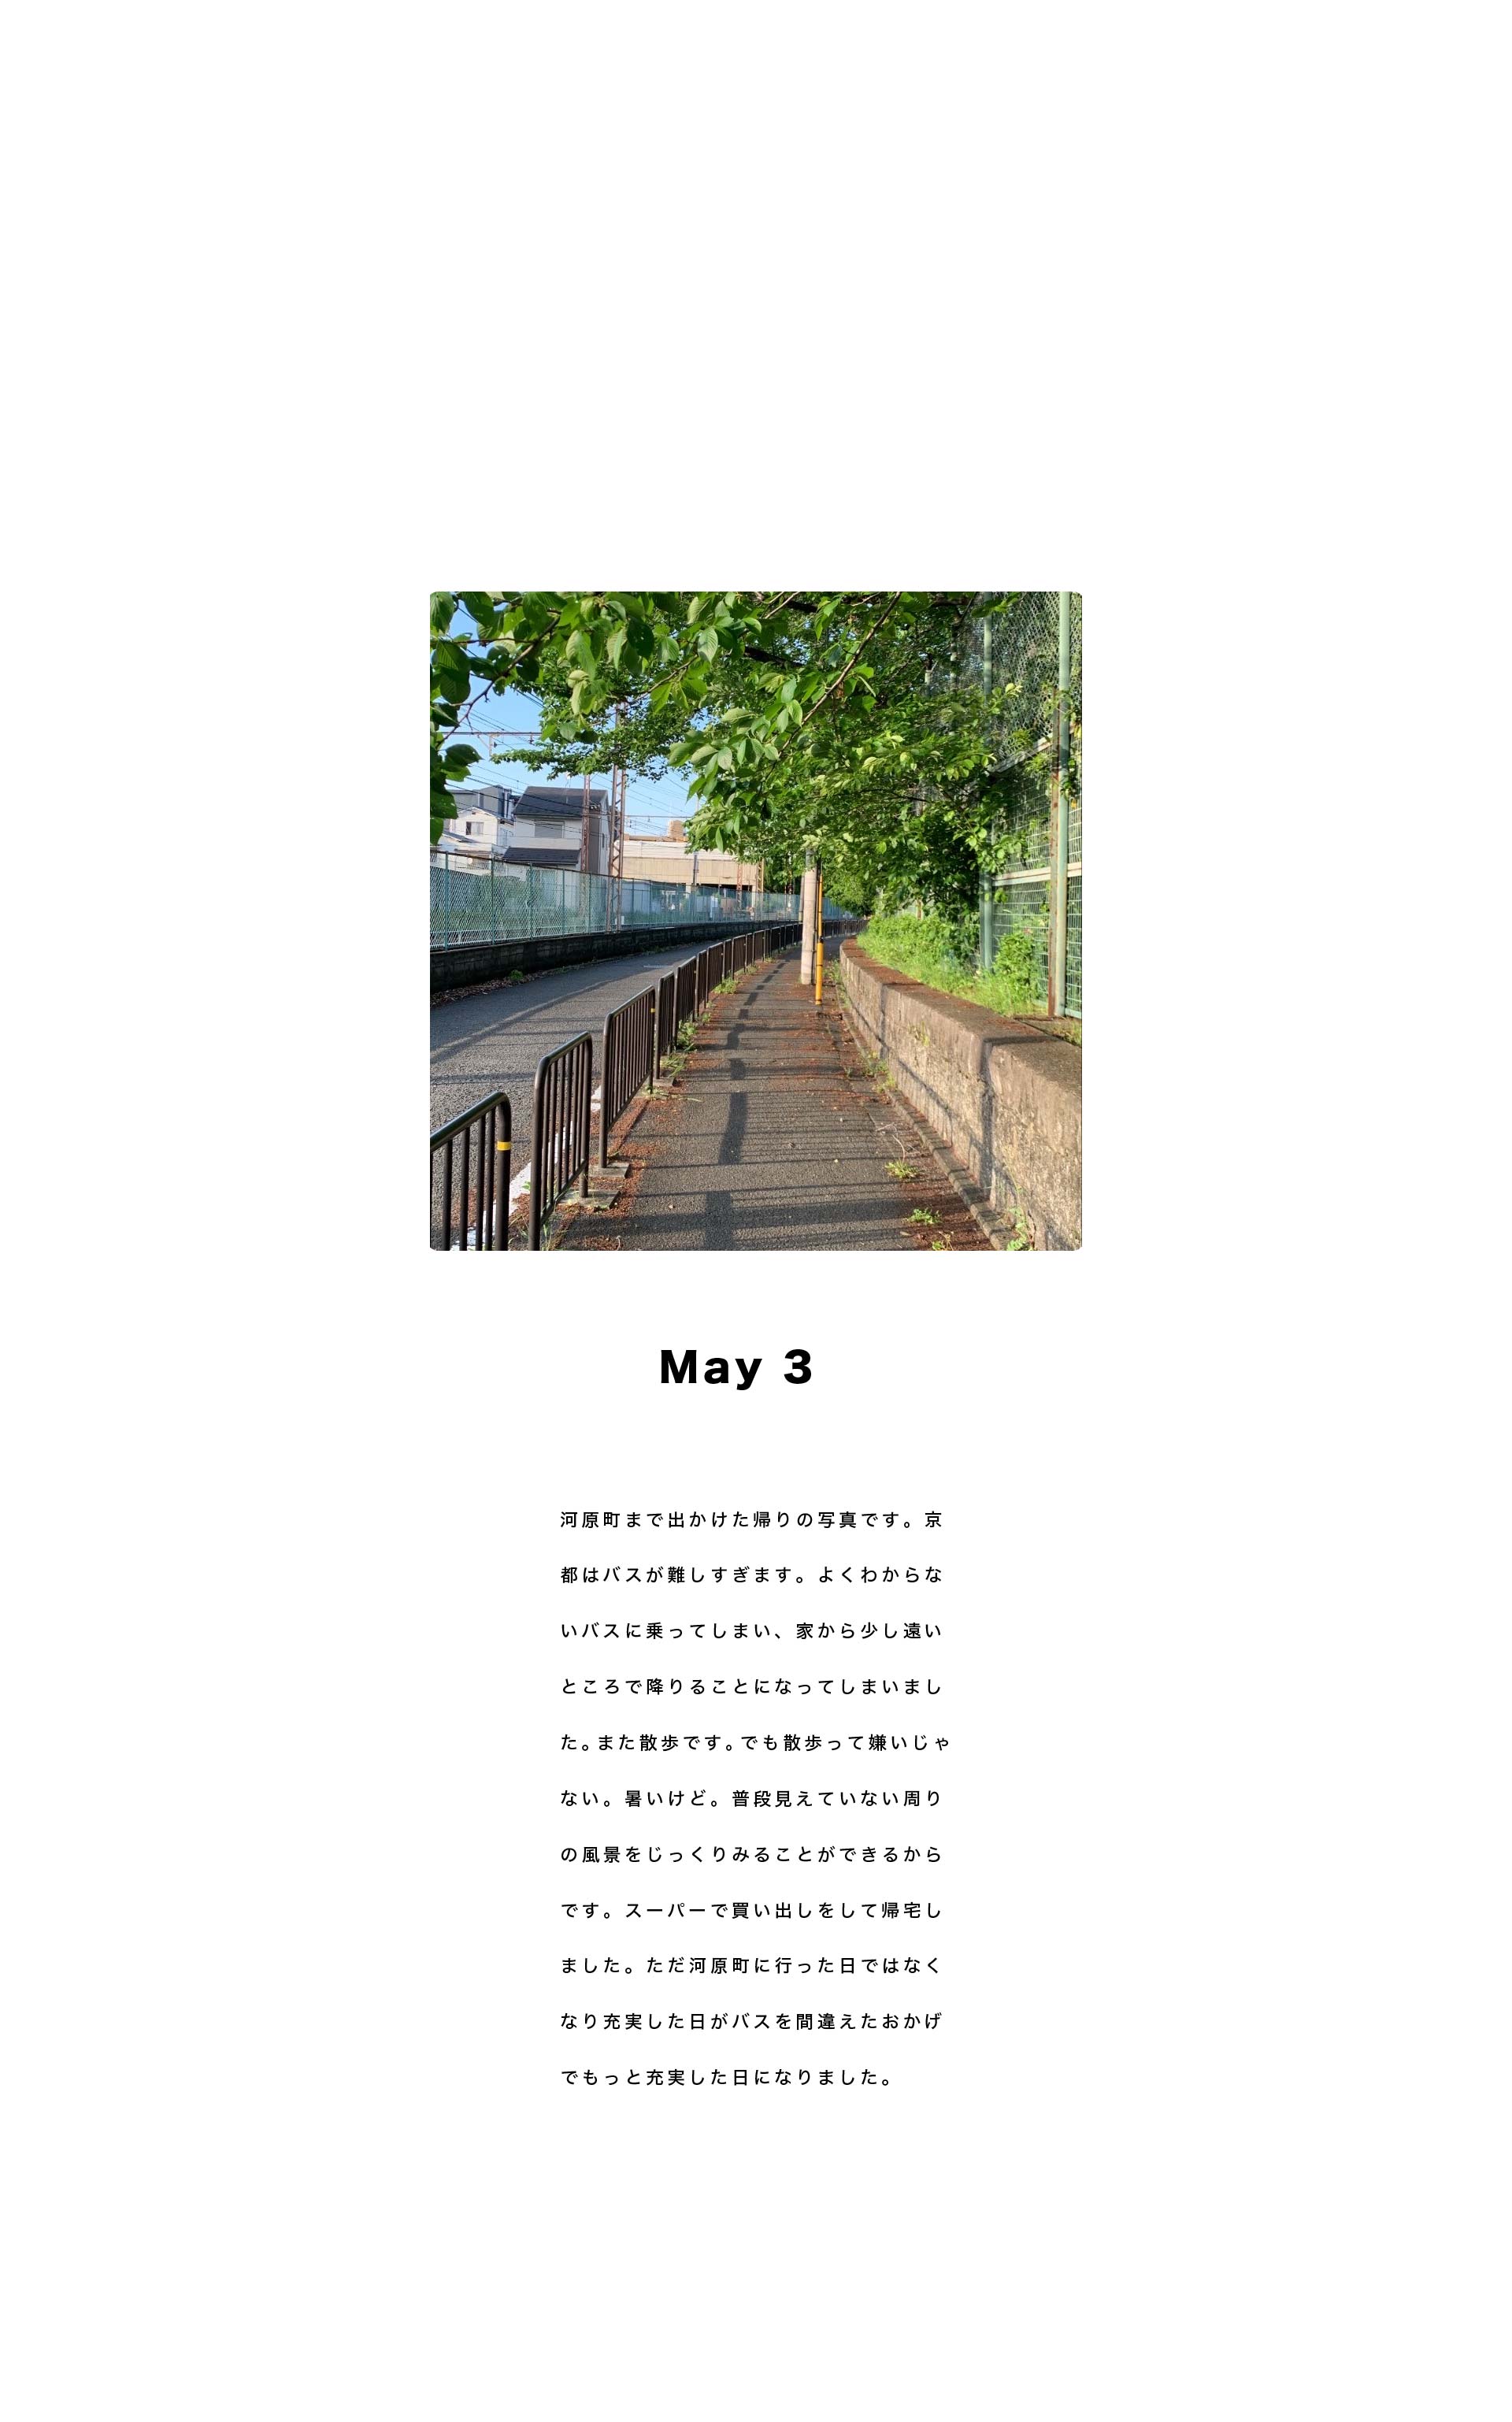 May 3
河原町まで出かけた帰りの写真です。京
都はバスが難しすぎます。よくわからな
いバスに乗ってしまい、家から少し遠い
ところで降りることになってしまいまし
た。また散歩です。でも散歩って嫌いじゃ
ない。暑いけど。普段見えていない周り
の風景をじっくりみることができるから
です。スーパーで買い出しをして帰宅し
ました。ただ河原町に行った日ではなく
なり充実した日がバスを間違えたおかげ
でもっと充実した日になりました。